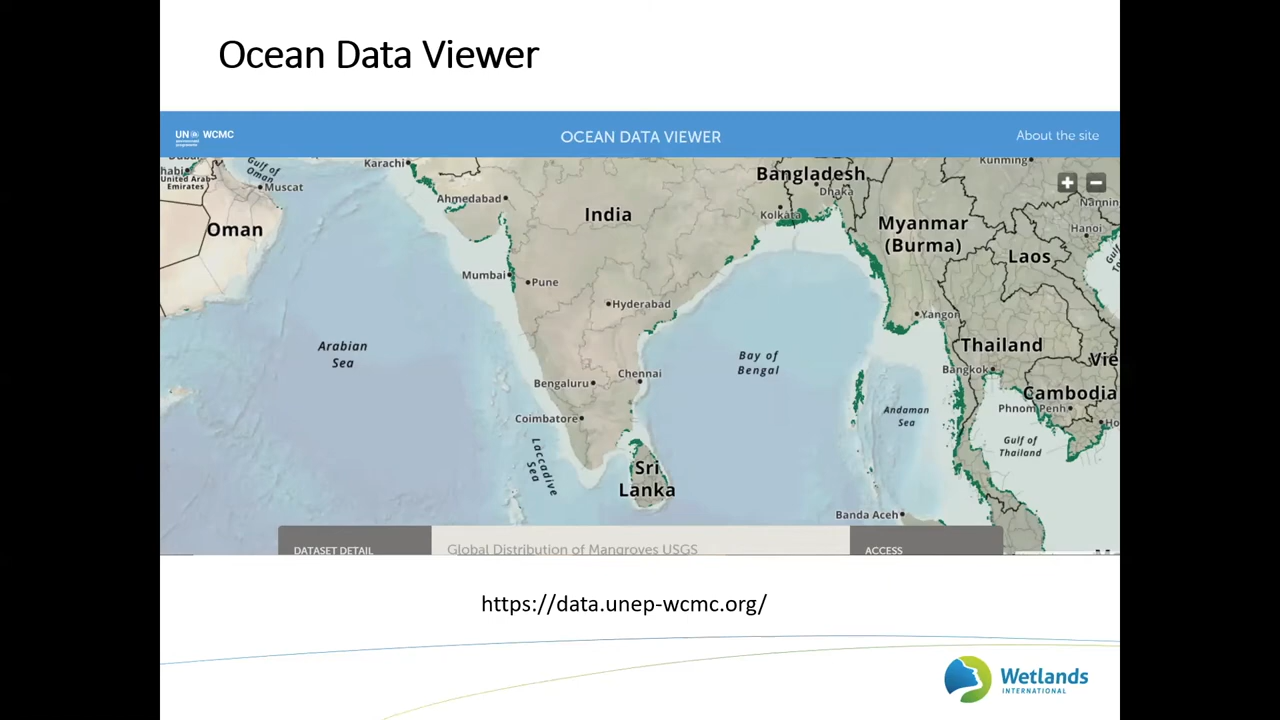 Ocean Data Viewer
UN WCMC
OCEAN DATA VIEWER
About the site
Gulf of
Oman
United Arab
Emirates
Muscat
Oman
Karachi
Ahmedabad
India
Bangladesh
Dhaka
Kolkata
Kunming
Nannin
Hanoi
Myanmar
(Burma)
Laos
Mumbai
Pune
Hyderabad
Yangon
Arabian
Sea
Bay of
Bengal
Thailand
Vie
Bangkok
Cambodia
Phnom Penh
Ho
Bengaluru
Chennai
Coimbatore
Andaman
Sea
Gulf of
Thailand
Laccadive
Sea
Sri
Lanka
Banda Aceh
DATASET DETAIL
Global Distribution of Mangroves USGS
ACCESS
https://data.unep-wcmc.org/
Wetlands
INTERNATIONAL